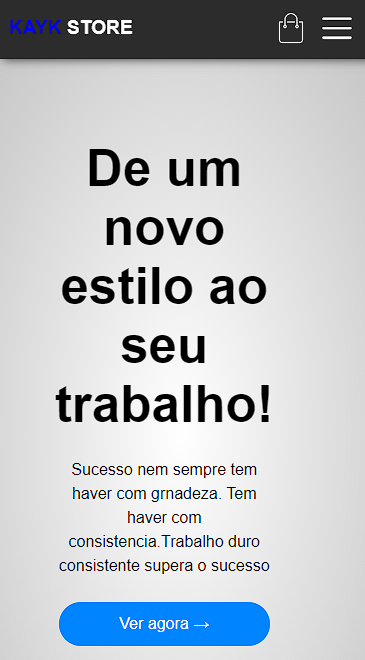 KAYK STORE
De um
novo
estilo ao
seu
trabalho!
Sucesso nem sempre tem
haver com grnadeza. Tem
haver com
consistencia.Trabalho duro
consistente supera o sucesso
Ver agora →